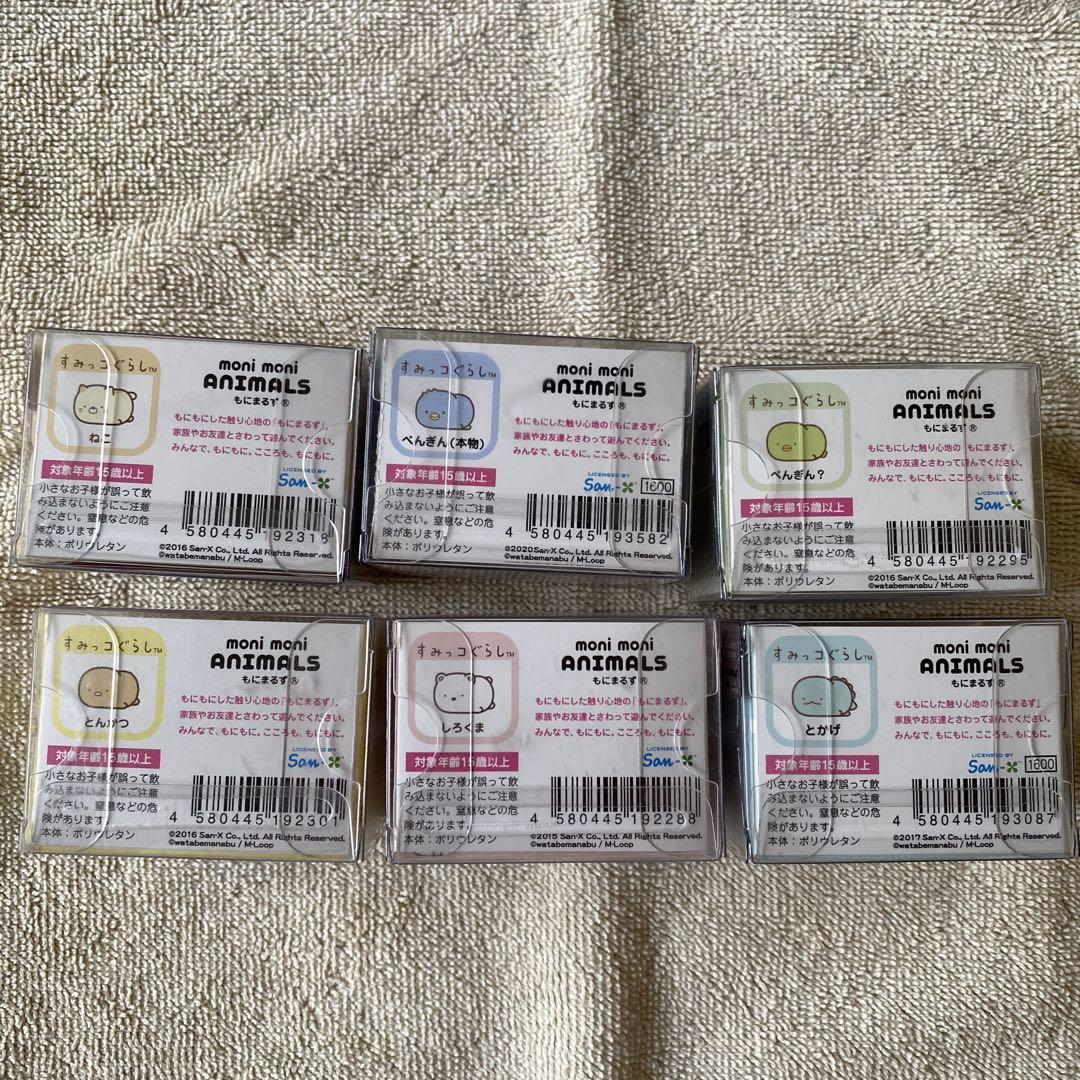 すみっコぐらし™
ねこ
moni moni
ANIMALS
もにまるず®
もにもにした触り心地の「もにまるず」。
家族やお友達とさわって遊んでください。
みんなで、もにもに。こころも、もにもに。
対象年齢15歳以上
LICENSED BY
San-X
小さなお子様が誤って飲
み込まないようにご注意
ください。窒息などの危
険があります。
本体：ポリウレタン
4 580445 192318
©2016 San-X Co., Ltd. All Rights Reserved.
©watabemanabu / M-Loop
すみっコぐらし™
ぺんぎん(本物)
moni moni
ANIMALS
もにまるず®
もにもにした触り心地の「もにまるず」。
家族やお友達とさわって遊んでください。
みんなで、もにもに。こころも、もにもに。
対象年齢15歳以上
LICENSED BY
San-X
1600
小さなお子様が誤って飲
み込まないようにご注意
ください。窒息などの危
険があります。
本体：ポリウレタン
4 580445 193582
©2020 San-X Co., Ltd. All Rights Reserved.
©watabemanabu / M-Loop
すみっコぐらし™
ぺんぎん？
moni moni
ANIMALS
もにまるず®
もにもにした触り心地の「もにまるず」。
家族やお友達とさわって遊んでください。
みんなで、もにもに。こころも、もにもに。
対象年齢15歳以上
LICENSED BY
San-X
小さなお子様が誤って飲
み込まないようにご注意
ください。窒息などの危
険があります。
本体：ポリウレタン
4 580445 192295
©2016 San-X Co., Ltd. All Rights Reserved.
©watabemanabu / M-Loop
すみっコぐらし™
とんかつ
moni moni
ANIMALS
もにまるず®
もにもにした触り心地の「もにまるず」。
家族やお友達とさわって遊んでください。
みんなで、もにもに。こころも、もにもに。
対象年齢15歳以上
LICENSED BY
San-X
小さなお子様が誤って飲
み込まないようにご注意
ください。窒息などの危
険があります。
本体：ポリウレタン
4 580445 192301
©2016 San-X Co., Ltd. All Rights Reserved.
©watabemanabu / M-Loop
すみっコぐらし™
しろくま
moni moni
ANIMALS
もにまるず®
もにもにした触り心地の「もにまるず」。
家族やお友達とさわって遊んでください。
みんなで、もにもに。こころも、もにもに。
対象年齢15歳以上
LICENSED BY
San-X
小さなお子様が誤って飲
み込まないようにご注意
ください。窒息などの危
険があります。
本体：ポリウレタン
4 580445 192288
©2015 San-X Co., Ltd. All Rights Reserved.
©watabemanabu / M-Loop
すみっコぐらし™
とかげ
moni moni
ANIMALS
もにまるず®
もにもにした触り心地の「もにまるず」。
家族やお友達とさわって遊んでください。
みんなで、もにもに。こころも、もにもに。
対象年齢15歳以上
LICENSED BY
San-X
1600
小さなお子様が誤って飲
み込まないようにご注意
ください。窒息などの危
険があります。
本体：ポリウレタン
4 580445 193087
©2017 San-X Co., Ltd. All Rights Reserved.
©watabemanabu / M-Loop